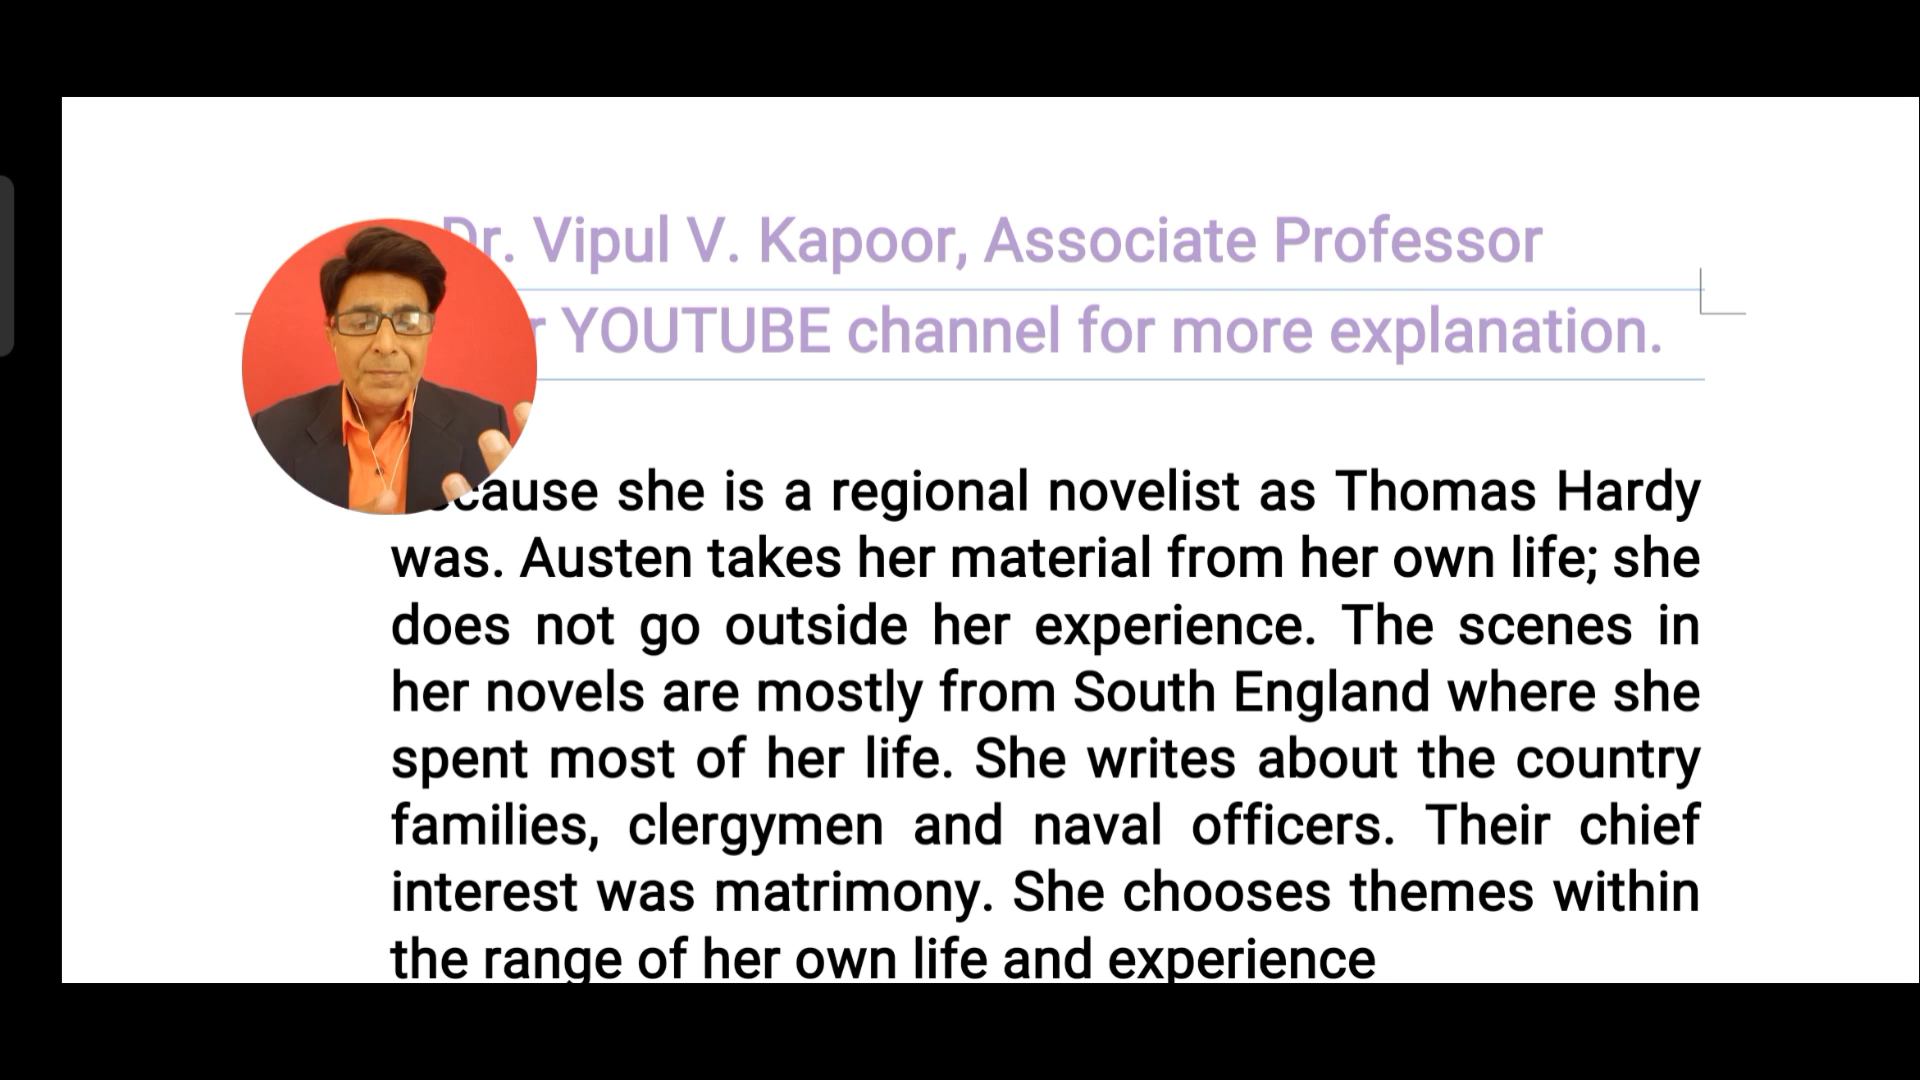 Dr. Vipul V. Kapoor, Associate Professor
YOUTUBE channel for more explanation.
she is a regional novelist as Thomas Hardy
was. Austen takes her material from her own life; she
does not go outside her experience. The scenes in
her novels are mostly from South England where she
spent most of her life. She writes about the country
families, clergymen and naval officers. Their chief
interest was matrimony. She chooses themes within
the range of her own life and experience